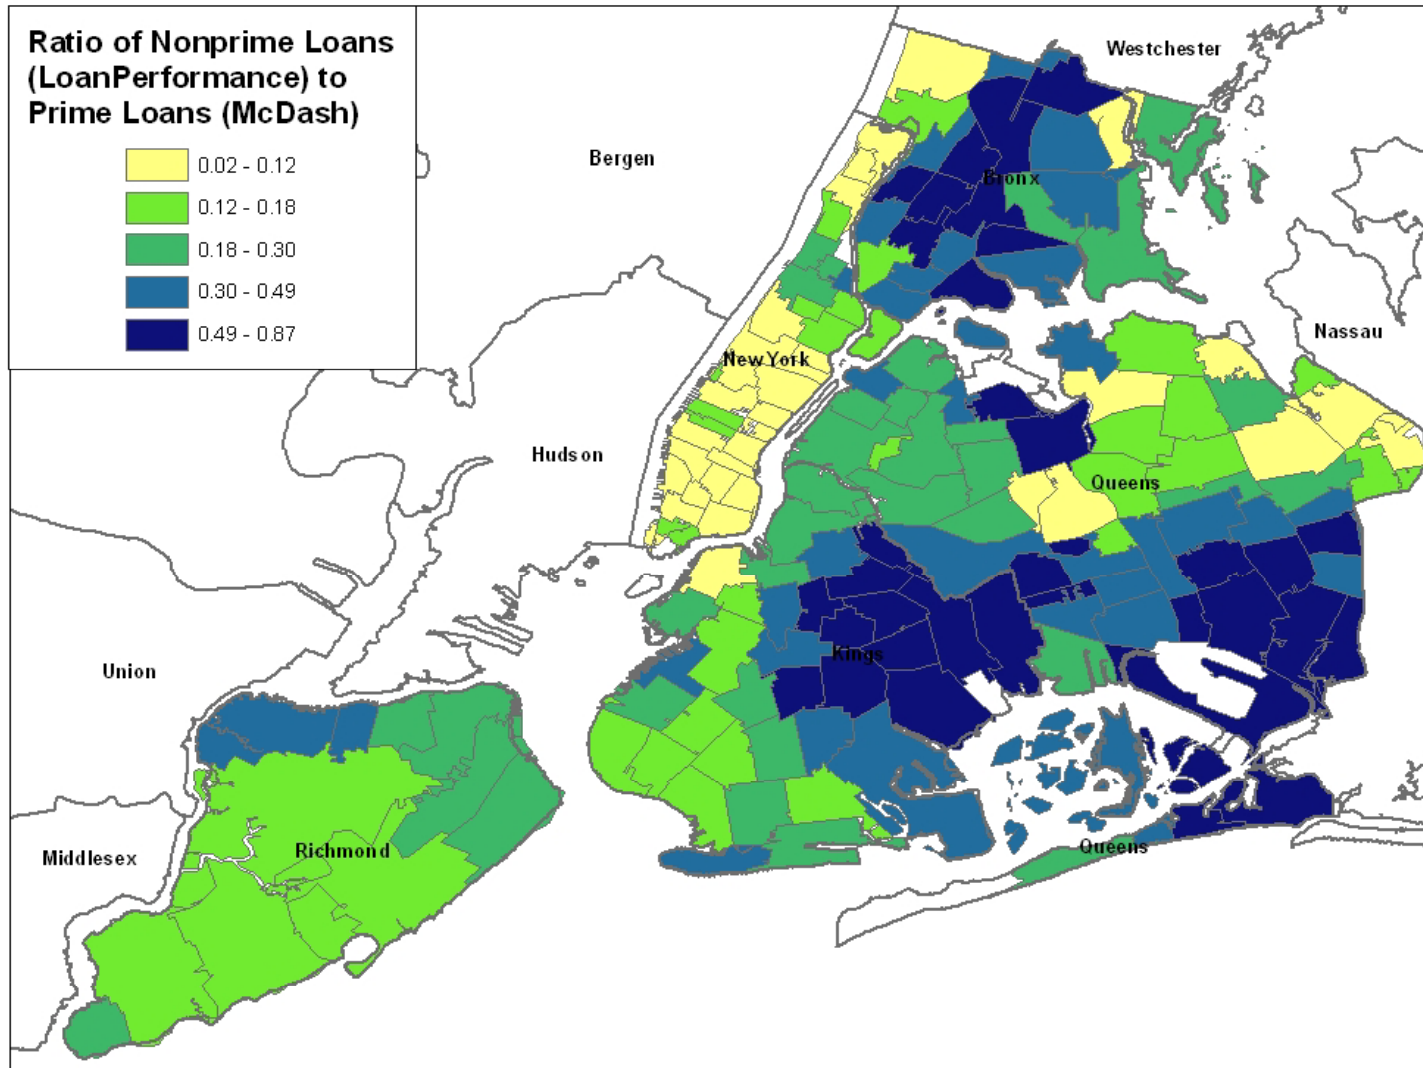 Ratio of Nonprime Loans
(LoanPerformance) to
Prime Loans (McDash)
0.02 - 0.12
0.12 - 0.18
0.18 - 0.30
0.30 - 0.49
0.49 - 0.87
Westchester
Bergen
Bronx
Nassau
New York
Hudson
Queens
Kings
Union
Richmond
Middlesex
Queens